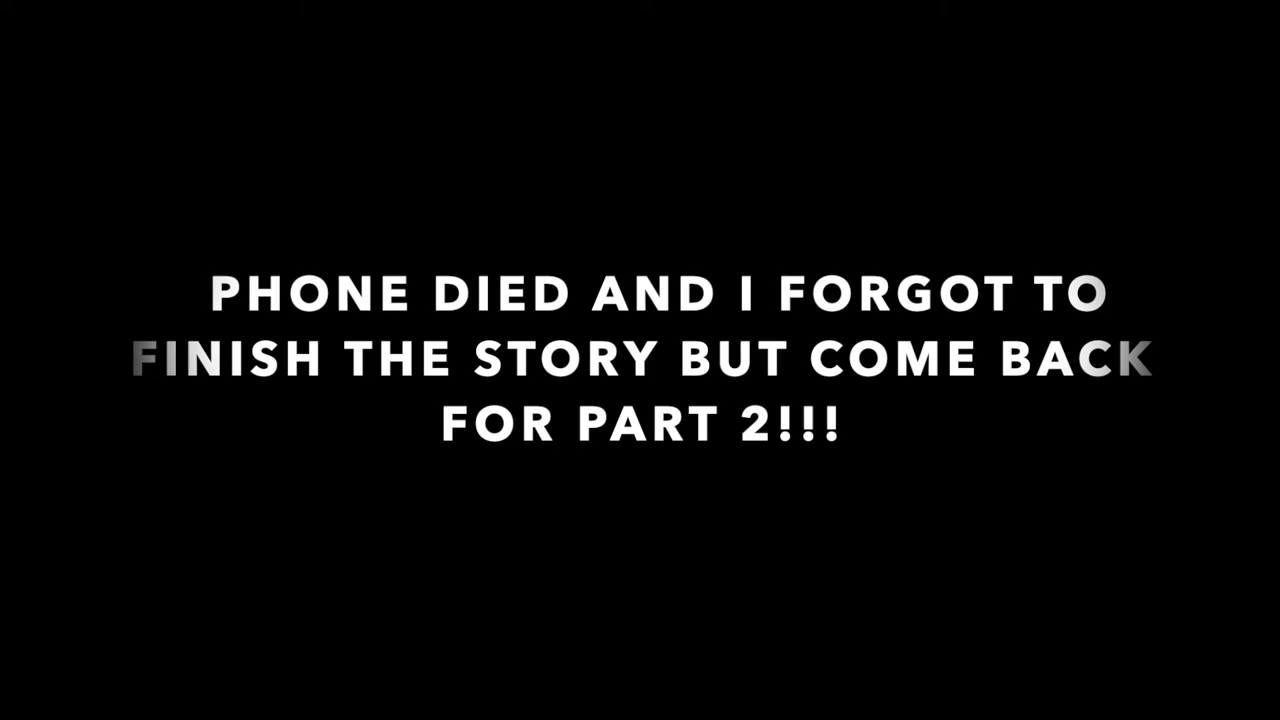 PHONE DIED AND I FORGOT TO
FINISH THE STORY BUT COME BACK
FOR PART 2!!!